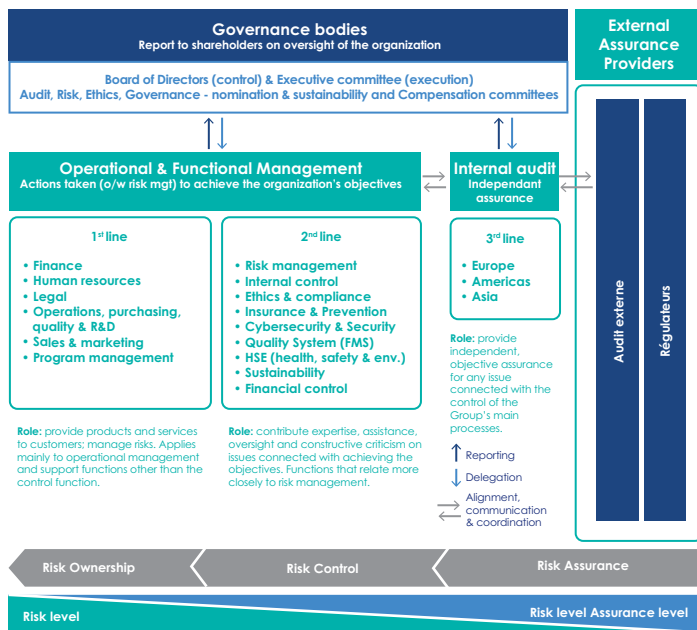 Governance bodies
Report to shareholders on oversight of the organization
Board of Directors (control) & Executive committee (execution)
Audit, Risk, Ethics, Governance - nomination & sustainability and Compensation committees
External
Assurance
Providers
Operational & Functional Management
Actions taken (o/w risk mgt) to achieve the organization's objectives
Internal audit
Independant
assurance
1st line
• Finance
• Human resources
• Legal
• Operations, purchasing,
quality & R&D
• Sales & marketing
• Program management
2nd line
• Risk management
• Internal control
• Ethics & compliance
• Insurance & Prevention
• Cybersecurity & Security
• Quality System (FMS)
• HSE (health, safety & env.)
• Sustainability
• Financial control
3rd line
• Europe
• Americas
• Asia
Audit externe
Régulateurs
Role: provide products and services
to customers; manage risks. Applies
mainly to operational management
and support functions other than the
control function.
Role: contribute expertise, assistance,
oversight and constructive criticism on
issues connected with achieving the
objectives. Functions that relate more
closely to risk management.
Role: provide
independent,
objective assurance
for any issue
connected with the
control of the
Group's main
processes.
Reporting
Delegation
Alignment,
communication
& coordination
Risk Ownership
Risk Control
Risk Assurance
Risk level
Risk level Assurance level